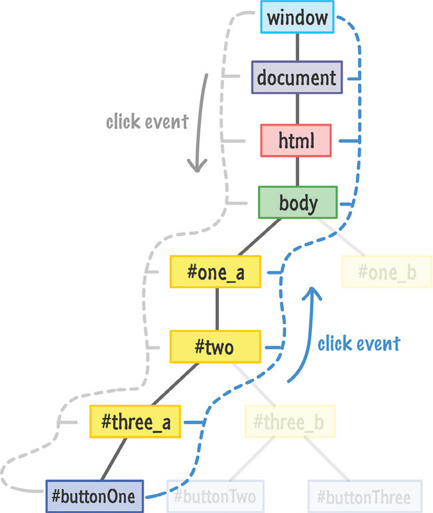 window
document
click event
html
body
#one_a
#one_b
#two
click event
#three_a
#three_b
#buttonOne
#buttonTwo
#buttonThree